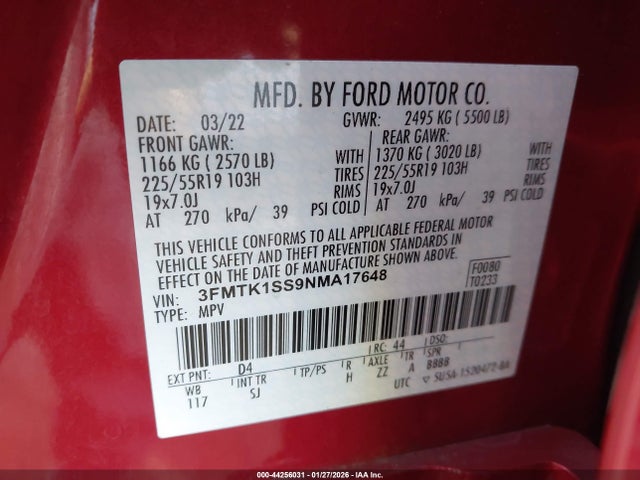 MFD. BY FORD MOTOR CO.
DATE: 03/22 GVWR: 2495 KG ( 5500 LB)
FRONT GAWR: REAR GAWR:
1166 KG ( 2570 LB) WITH 1370 KG ( 3020 LB) WITH
225/55R19 103H TIRES 225/55R19 103H TIRES
19x7.0J RIMS 19x7.0J RIMS
AT 270 kPa/ 39 PSI COLD AT 270 kPa/ 39 PSI COLD
THIS VEHICLE CONFORMS TO ALL APPLICABLE FEDERAL MOTOR
VEHICLE SAFETY AND THEFT PREVENTION STANDARDS IN
EFFECT ON THE DATE OF MANUFACTURE SHOWN ABOVE.
VIN: 3FMTK1SS9NMA17648 F0080
TYPE: MPV T0233
EXT PNT: D4 RC: 44 DSO:
WB INT TR TP/PS R AXLE TR SPR
117 SJ H ZZ A 8888
UTC ▽ SU5A-1520472-BA
000-44256031 - 01/27/2026 - IAA Inc.